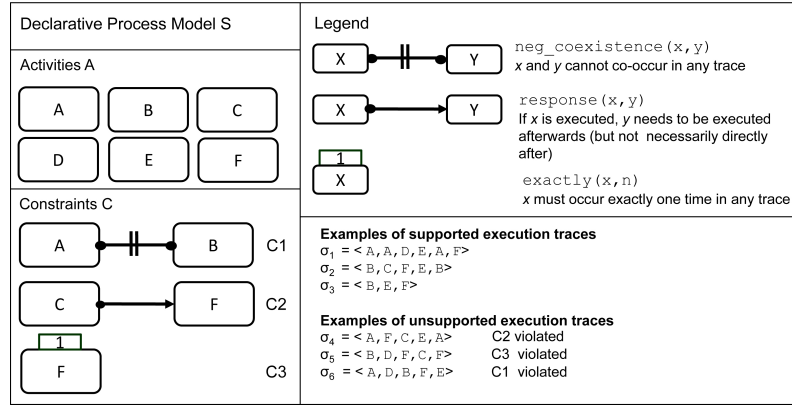 Declarative Process Model S
Activities A
A
B
C
D
E
F
Constraints C
A
B
C1
C
F
C2
1
F
C3
Legend
X
Y
neg_coexistence(x,y)
x and y cannot co-occur in any trace
X
Y
response(x,y)
If x is executed, y needs to be executed
afterwards (but not necessarily directly
after)
1
X
exactly(x,n)
x must occur exactly one time in any trace
Examples of supported execution traces
σ1 = < A,A,D,E,A,F>
σ2 = < B,C,F,E,B>
σ3 = < B,E,F>
Examples of unsupported execution traces
σ4 = < A,F,C,E,A> C2 violated
σ5 = < B,D,F,C,F> C3 violated
σ6 = < A,D,B,F,E> C1 violated